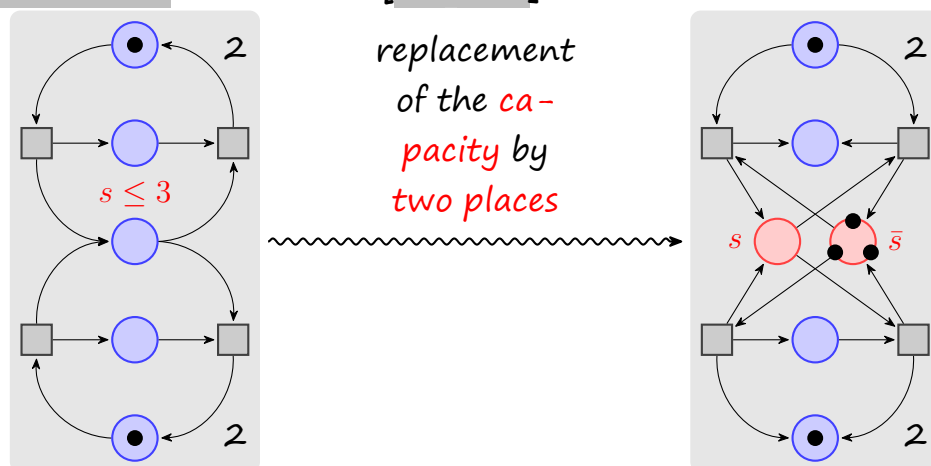 2
2
replacement
of the ca-
pacity by
two places
s ≤ 3
s
s̄
2
2